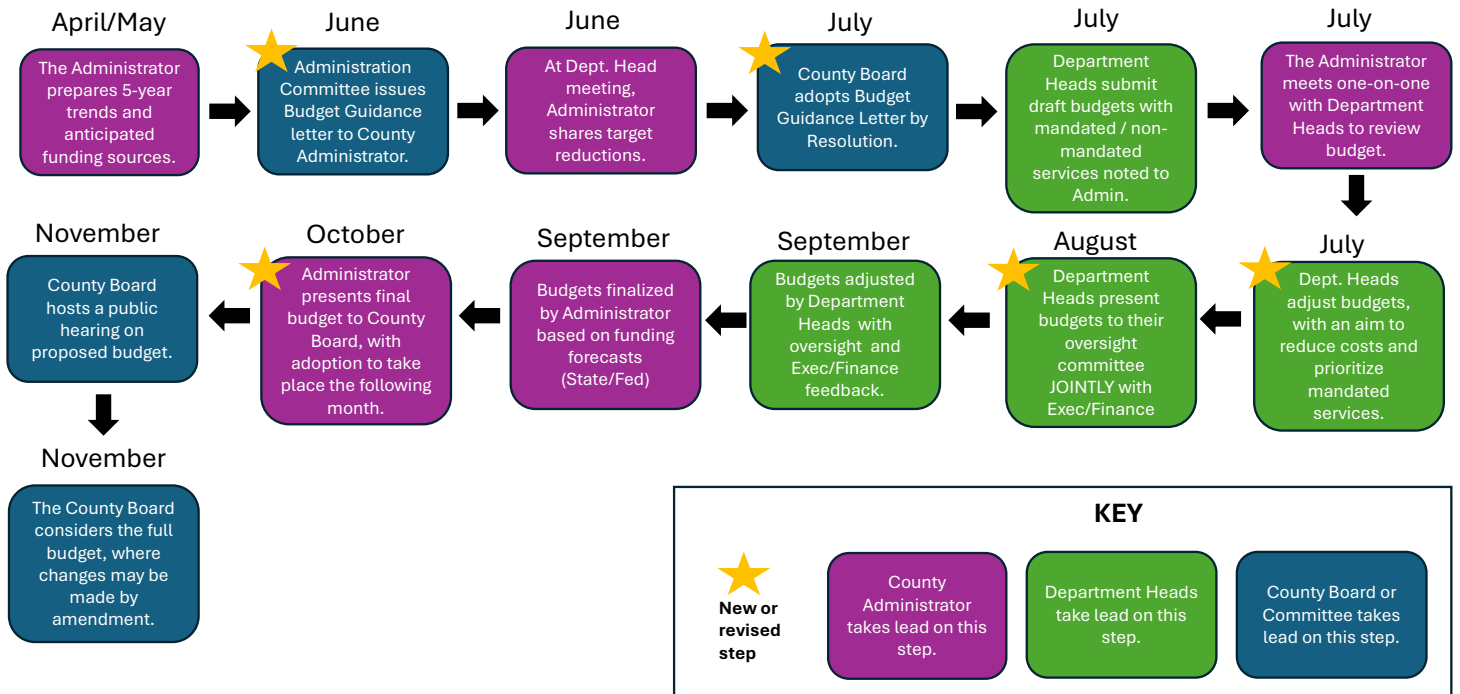 April/May
The Administrator
prepares 5-year
trends and
anticipated
funding sources.
June
Administration
Committee issues
Budget Guidance
letter to County
Administrator.
June
At Dept. Head
meeting,
Administrator
shares target
reductions.
July
County Board
adopts Budget
Guidance Letter by
Resolution.
July
Department
Heads submit
draft budgets with
mandated / non-
mandated
services noted to
Admin.
July
The Administrator
meets one-on-one
with Department
Heads to review
budget.
July
Dept. Heads
adjust budgets,
with an aim to
reduce costs and
prioritize
mandated
services.
August
Department
Heads present
budgets to their
oversight
committee
JOINTLY with
Exec/Finance
September
Budgets adjusted
by Department
Heads with
oversight and
Exec/Finance
feedback.
September
Budgets finalized
by Administrator
based on funding
forecasts
(State/Fed)
October
Administrator
presents final
budget to County
Board, with
adoption to take
place the following
month.
November
County Board
hosts a public
hearing on
proposed budget.
November
The County Board
considers the full
budget, where
changes may be
made by
amendment.
KEY
New or
revised
step
County
Administrator
takes lead on this
step.
Department Heads
take lead on this
step.
County Board or
Committee takes
lead on this step.